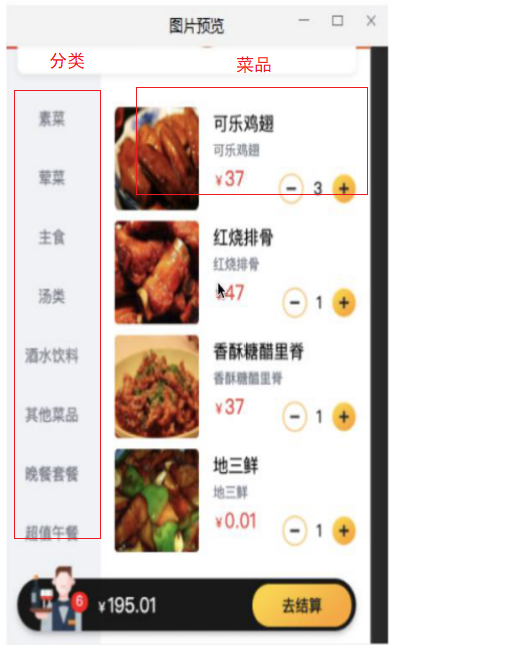 图片预览
分类
菜品
素菜
荤菜
主食
汤类
酒水饮料
其他菜品
晚餐套餐
超值午餐
可乐鸡翅
可乐鸡翅
¥37
3
红烧排骨
红烧排骨
¥47
1
香酥糖醋里脊
香酥糖醋里脊
¥37
1
地三鲜
地三鲜
¥0.01
1
6
¥195.01
去结算